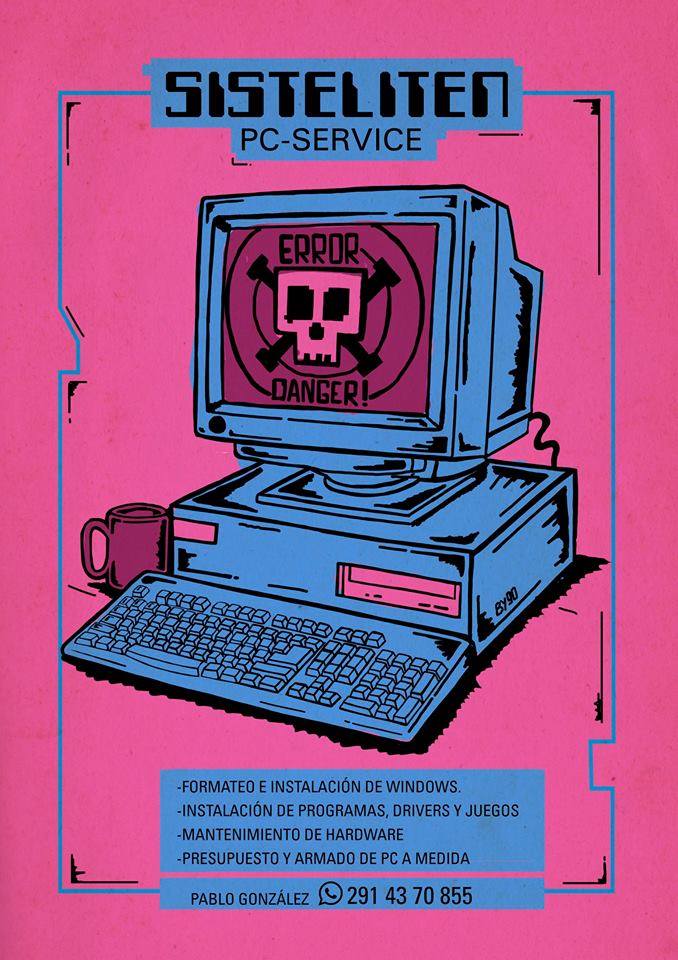 SISTELITEN
PC-SERVICE
ERROR
DANGER!
BY90
-FORMATEO E INSTALACIÓN DE WINDOWS.
-INSTALACIÓN DE PROGRAMAS, DRIVERS Y JUEGOS
-MANTENIMIENTO DE HARDWARE
-PRESUPUESTO Y ARMADO DE PC A MEDIDA
PABLO GONZÁLEZ 291 43 70 855